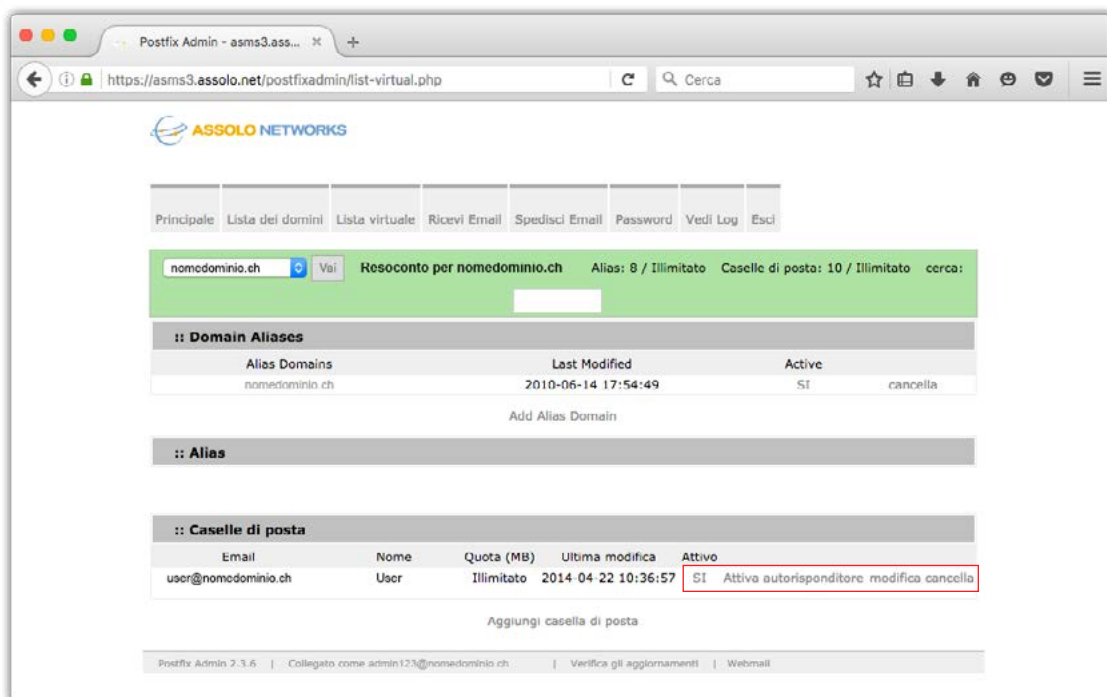 Postfix Admin - asms3.ass...
https://asms3.assolo.net/postfixadmin/list-virtual.php
Cerca
ASSOLO NETWORKS
Principale Lista dei domini Lista virtuale Ricevi Email Spedisci Email Password Vedi Log Esci
nomedominio.ch Vai Resoconto per nomedominio.ch Alias: 8 / Illimitato Caselle di posta: 10 / Illimitato cerca:
:: Domain Aliases
Alias Domains Last Modified Active
nomedominio.ch 2010-06-14 17:54:49 SI cancella
Add Alias Domain
:: Alias
:: Caselle di posta
Email Nome Quota (MB) Ultima modifica Attivo
user@nomedominio.ch User Illimitato 2014-04-22 10:36:57 SI Attiva autorisponditore modifica cancella
Aggiungi casella di posta
Postfix Admin 2.3.6 | Collegato come admin123@nomedominio.ch | Verifica gli aggiornamenti | Webmail